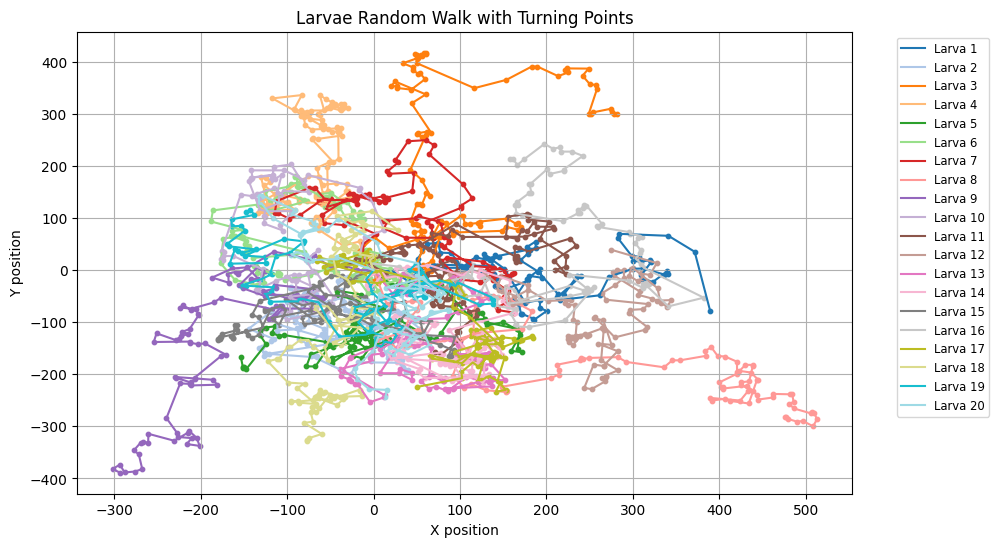 Larvae Random Walk with Turning Points
Y position
400
300
200
100
0
−100
−200
−300
−400
−300
−200
−100
0
100
200
300
400
500
X position
Larva 1
Larva 2
Larva 3
Larva 4
Larva 5
Larva 6
Larva 7
Larva 8
Larva 9
Larva 10
Larva 11
Larva 12
Larva 13
Larva 14
Larva 15
Larva 16
Larva 17
Larva 18
Larva 19
Larva 20